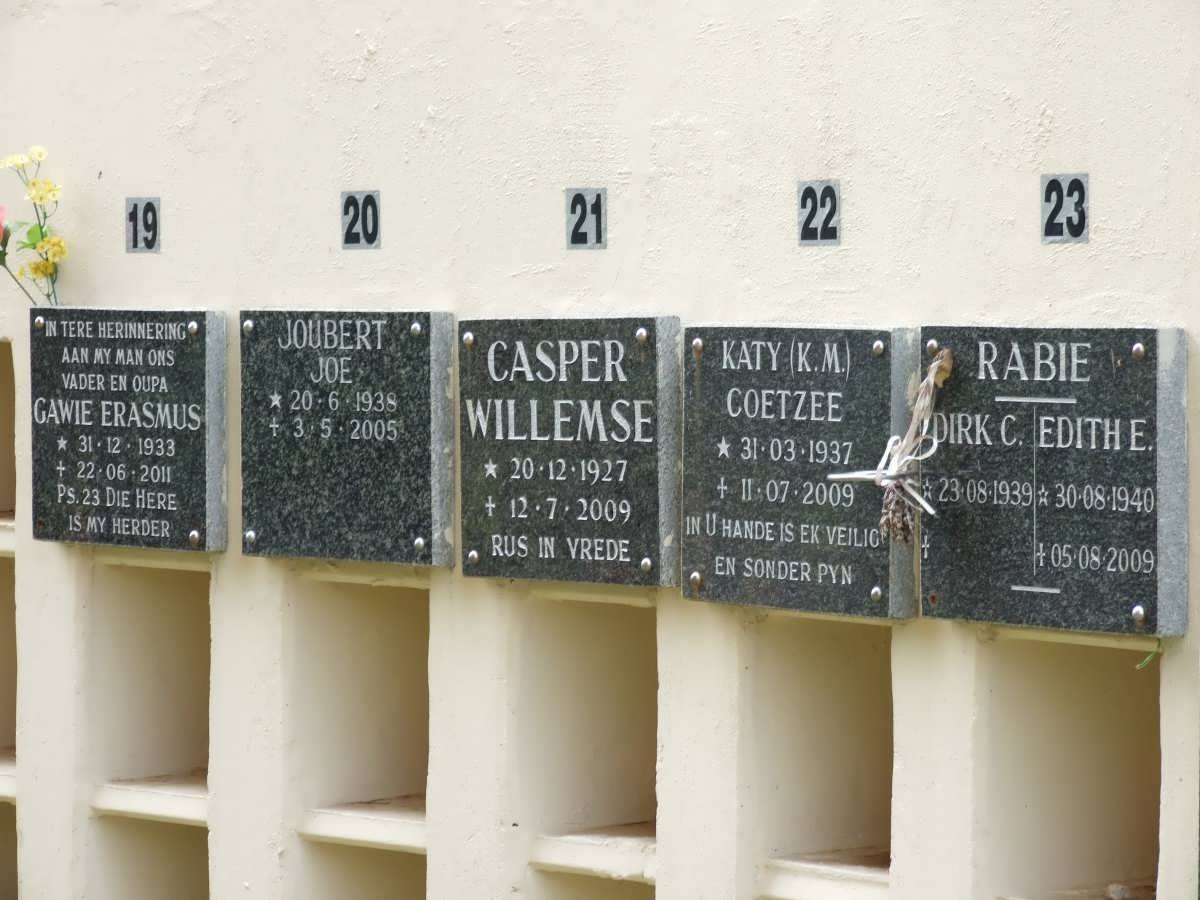 19
20
21
22
23
IN TERE HERINNERING
AAN MY MAN ONS
VADER EN OUPA
GAWIE ERASMUS
★ 31·12·1933
✝ 22·06·2011
Ps. 23 DIE HERE
IS MY HERDER
JOUBERT
JOE
★ 20·6·1938
✝ 3·5·2005
CASPER
WILLEMSE
★ 20·12·1927
✝ 12·7·2009
RUS IN VREDE
KATY (K.M.)
COETZEE
★ 31·03·1937
✝ 11·07·2009
IN U HANDE IS EK VEILIG
EN SONDER PYN
RABIE
DIRK C.
☆ 23·08·1939
✝
EDITH E.
☆ 30·08·1940
✝ 05·08·2009